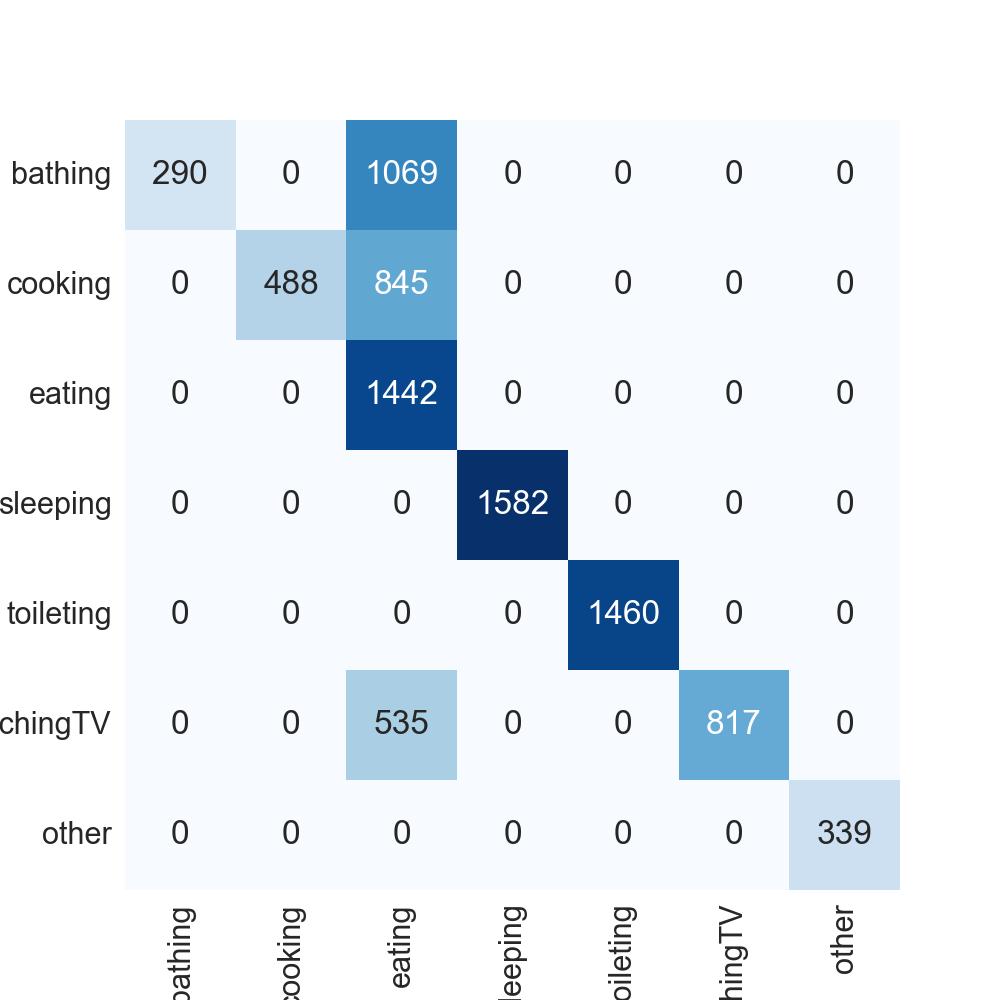 bathing 290 0 1069 0 0 0 0
cooking 0 488 845 0 0 0 0
eating 0 0 1442 0 0 0 0
sleeping 0 0 0 1582 0 0 0
toileting 0 0 0 0 1460 0 0
chingTV 0 0 535 0 0 817 0
other 0 0 0 0 0 0 339
bathing cooking eating leeping oileting hingTV other